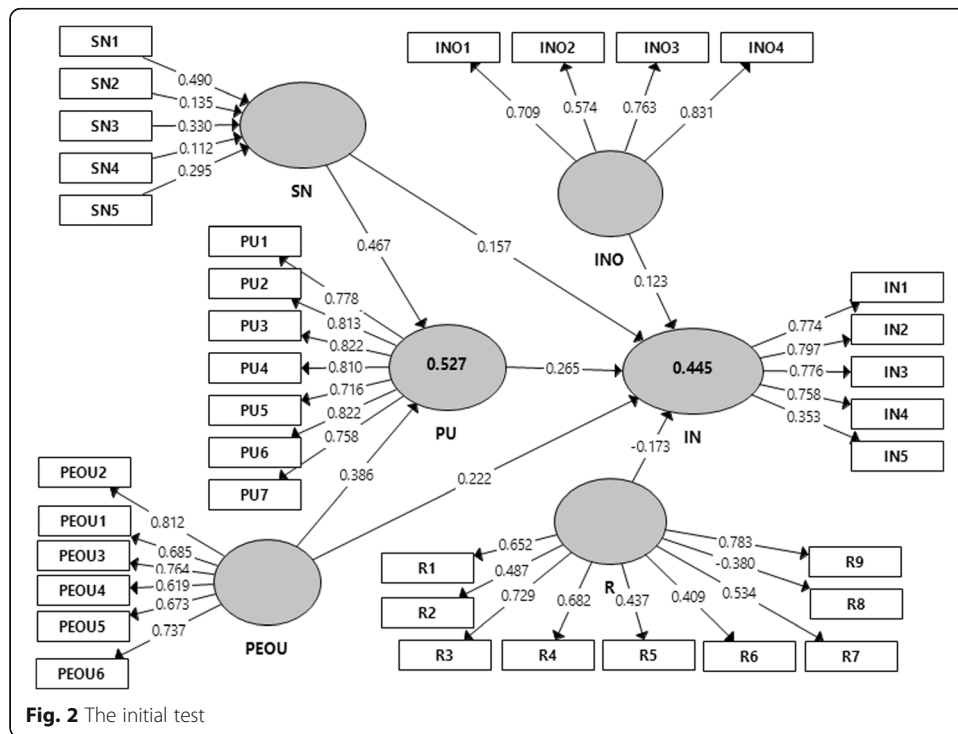 SN1
SN2
SN3
SN4
SN5
0.490
0.135
0.330
0.112
0.295
SN
INO1
INO2
INO3
INO4
0.709
0.574
0.763
0.831
INO
0.467
0.157
0.123
PU1
PU2
PU3
PU4
PU5
PU6
PU7
0.778
0.813
0.822
0.810
0.716
0.822
0.758
0.527
PU
0.265
0.445
IN
0.774
0.797
0.776
0.758
0.353
IN1
IN2
IN3
IN4
IN5
0.386
0.222
-0.173
PEOU2
PEOU1
PEOU3
PEOU4
PEOU5
PEOU6
0.812
0.685
0.764
0.619
0.673
0.737
PEOU
R
0.652
0.487
0.729
0.682
0.437
0.409
0.534
-0.380
0.783
R1
R2
R3
R4
R5
R6
R7
R8
R9
Fig. 2 The initial test